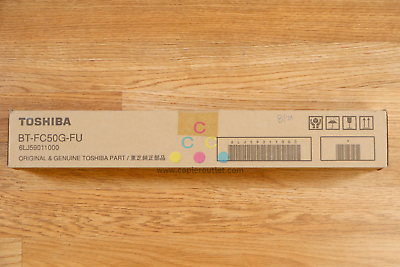 TOSHIBA
BT-FC50G-FU
6LJ59011000
ORIGINAL & GENUINE TOSHIBA PART / 東芝純正部品
C
C
M
Y
www.copieroutlet.com